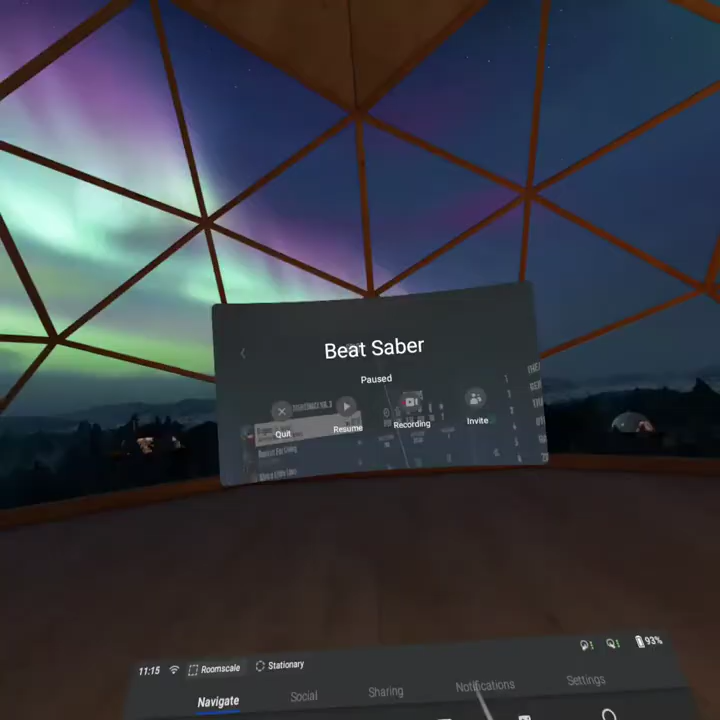 Beat Saber
Paused
Quit
Resume
Recording
Invite
11:15
Roomscale
Stationary
93%
Navigate
Social
Sharing
Notifications
Settings